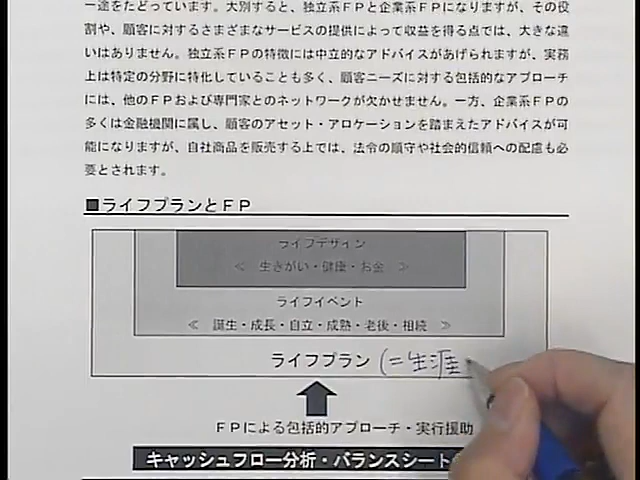 一途をたどっています。大別すると、独立系ＦＰと企業系ＦＰになりますが、その役
割や、顧客に対するさまざまなサービスの提供によって収益を得る点では、大きな違
いはありません。独立系ＦＰの特徴には中立的なアドバイスがあげられますが、実務
上は特定の分野に特化していることも多く、顧客ニーズに対する包括的なアプローチ
には、他のＦＰおよび専門家とのネットワークが欠かせません。一方、企業系ＦＰの
多くは金融機関に属し、顧客のアセット・アロケーションを踏まえたアドバイスが可
能になりますが、自社商品を販売する上では、法令の順守や社会的信頼への配慮も必
要とされます。
■ライフプランとＦＰ
ライフデザイン
≪ 生きがい・健康・お金 ≫
ライフイベント
≪ 誕生・成長・自立・成熟・老後・相続 ≫
ライフプラン (=生涯
ＦＰによる包括的アプローチ・実行援助
キャッシュフロー分析・バランスシート